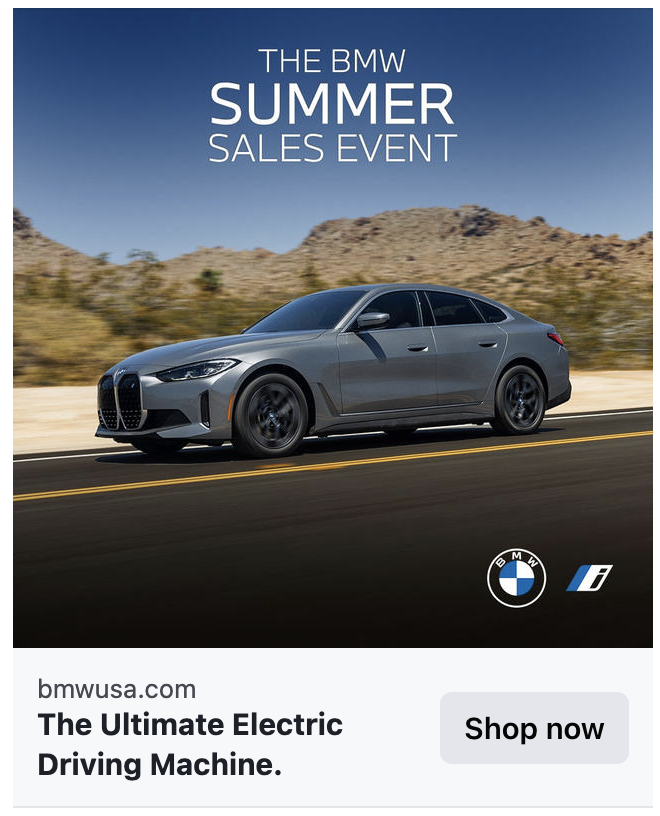 THE BMW
SUMMER
SALES EVENT
BMW
i
bmwusa.com
The Ultimate Electric
Driving Machine.
Shop now